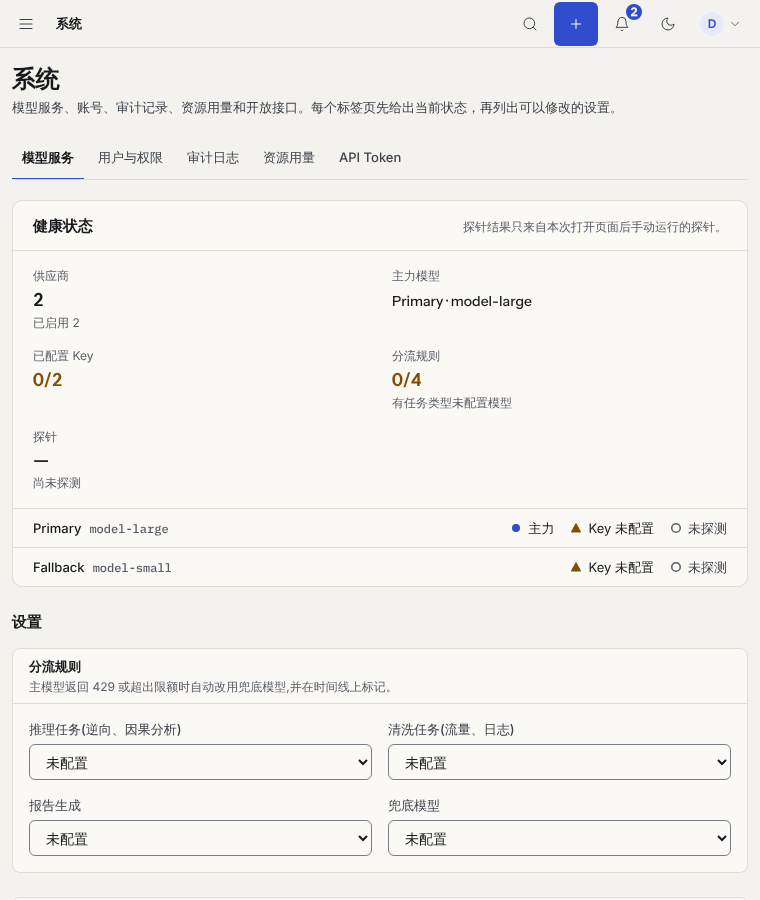 系统
2
D
系统
模型服务、账号、审计记录、资源用量和开放接口。每个标签页先给出当前状态，再列出可以修改的设置。
模型服务 用户与权限 审计日志 资源用量 API Token
健康状态
探针结果只来自本次打开页面后手动运行的探针。
供应商
2
已启用 2
主力模型
Primary · model-large
已配置 Key
0/2
分流规则
0/4
有任务类型未配置模型
探针
—
尚未探测
Primary model-large 主力 Key 未配置 未探测
Fallback model-small Key 未配置 未探测
设置
分流规则
主模型返回 429 或超出限额时自动改用兜底模型,并在时间线上标记。
推理任务(逆向、因果分析)
未配置
清洗任务(流量、日志)
未配置
报告生成
未配置
兜底模型
未配置